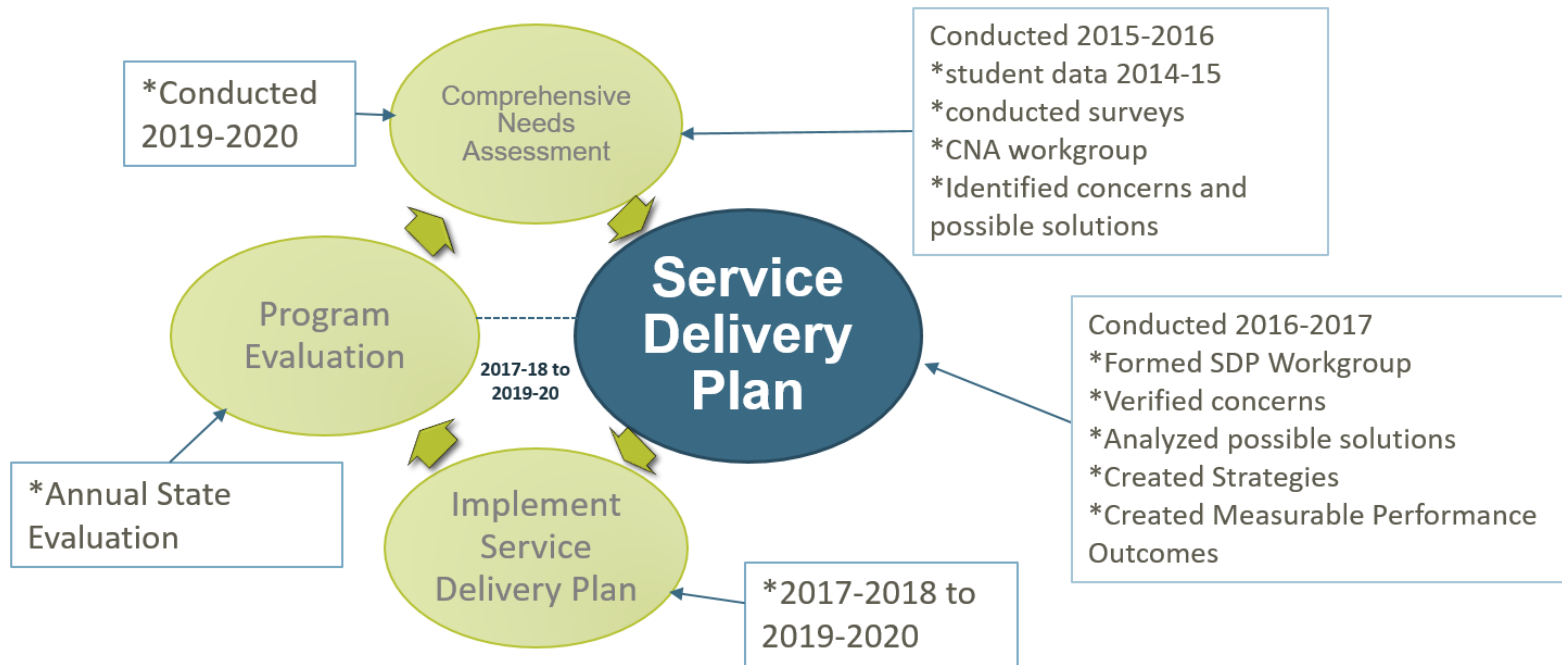 *Conducted
2019-2020
Comprehensive
Needs
Assessment
Conducted 2015-2016
*student data 2014-15
*conducted surveys
*CNA workgroup
*Identified concerns and
possible solutions
Program
Evaluation
2017-18 to
2019-20
Service
Delivery
Plan
Conducted 2016-2017
*Formed SDP Workgroup
*Verified concerns
*Analyzed possible solutions
*Created Strategies
*Created Measurable Performance
Outcomes
*Annual State
Evaluation
Implement
Service
Delivery Plan
*2017-2018 to
2019-2020